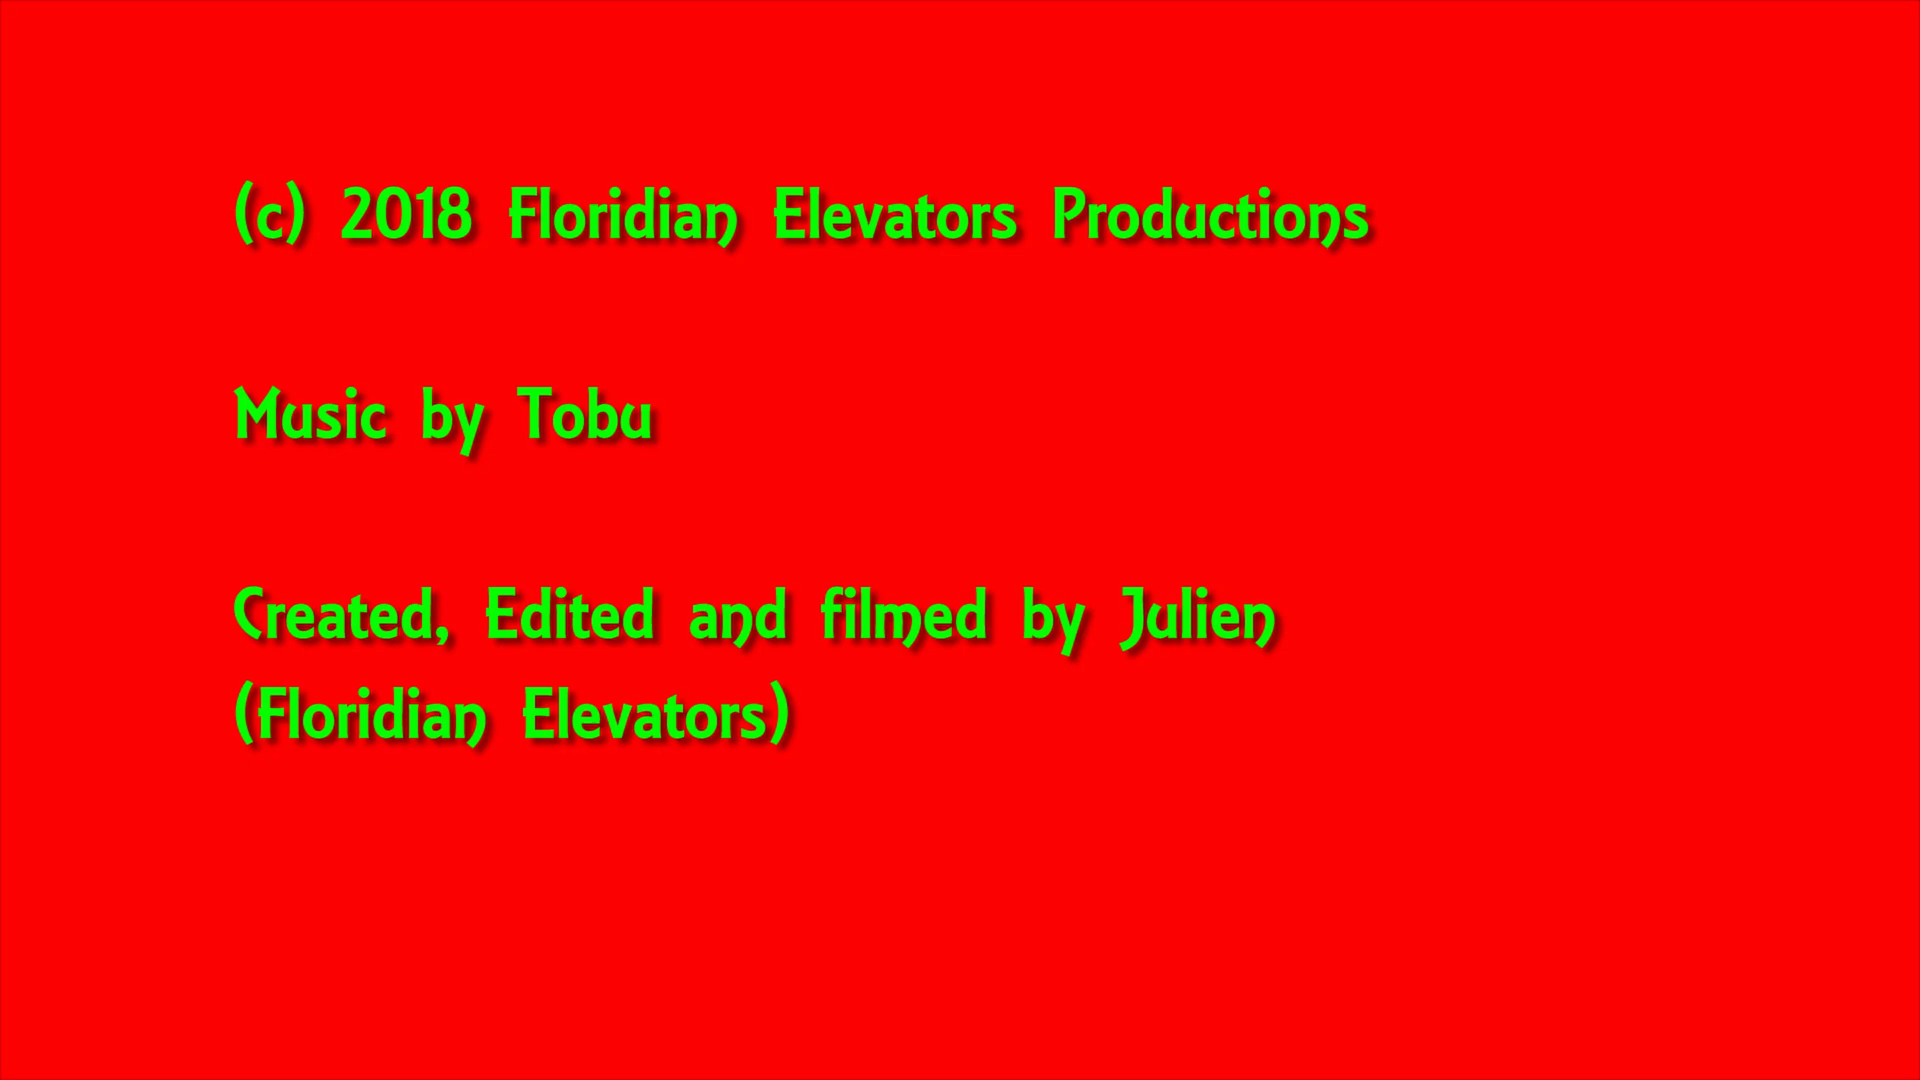 (c) 2018 Floridian Elevators Productions
Music by Tobu
Created, Edited and filmed by Julien
(Floridian Elevators)